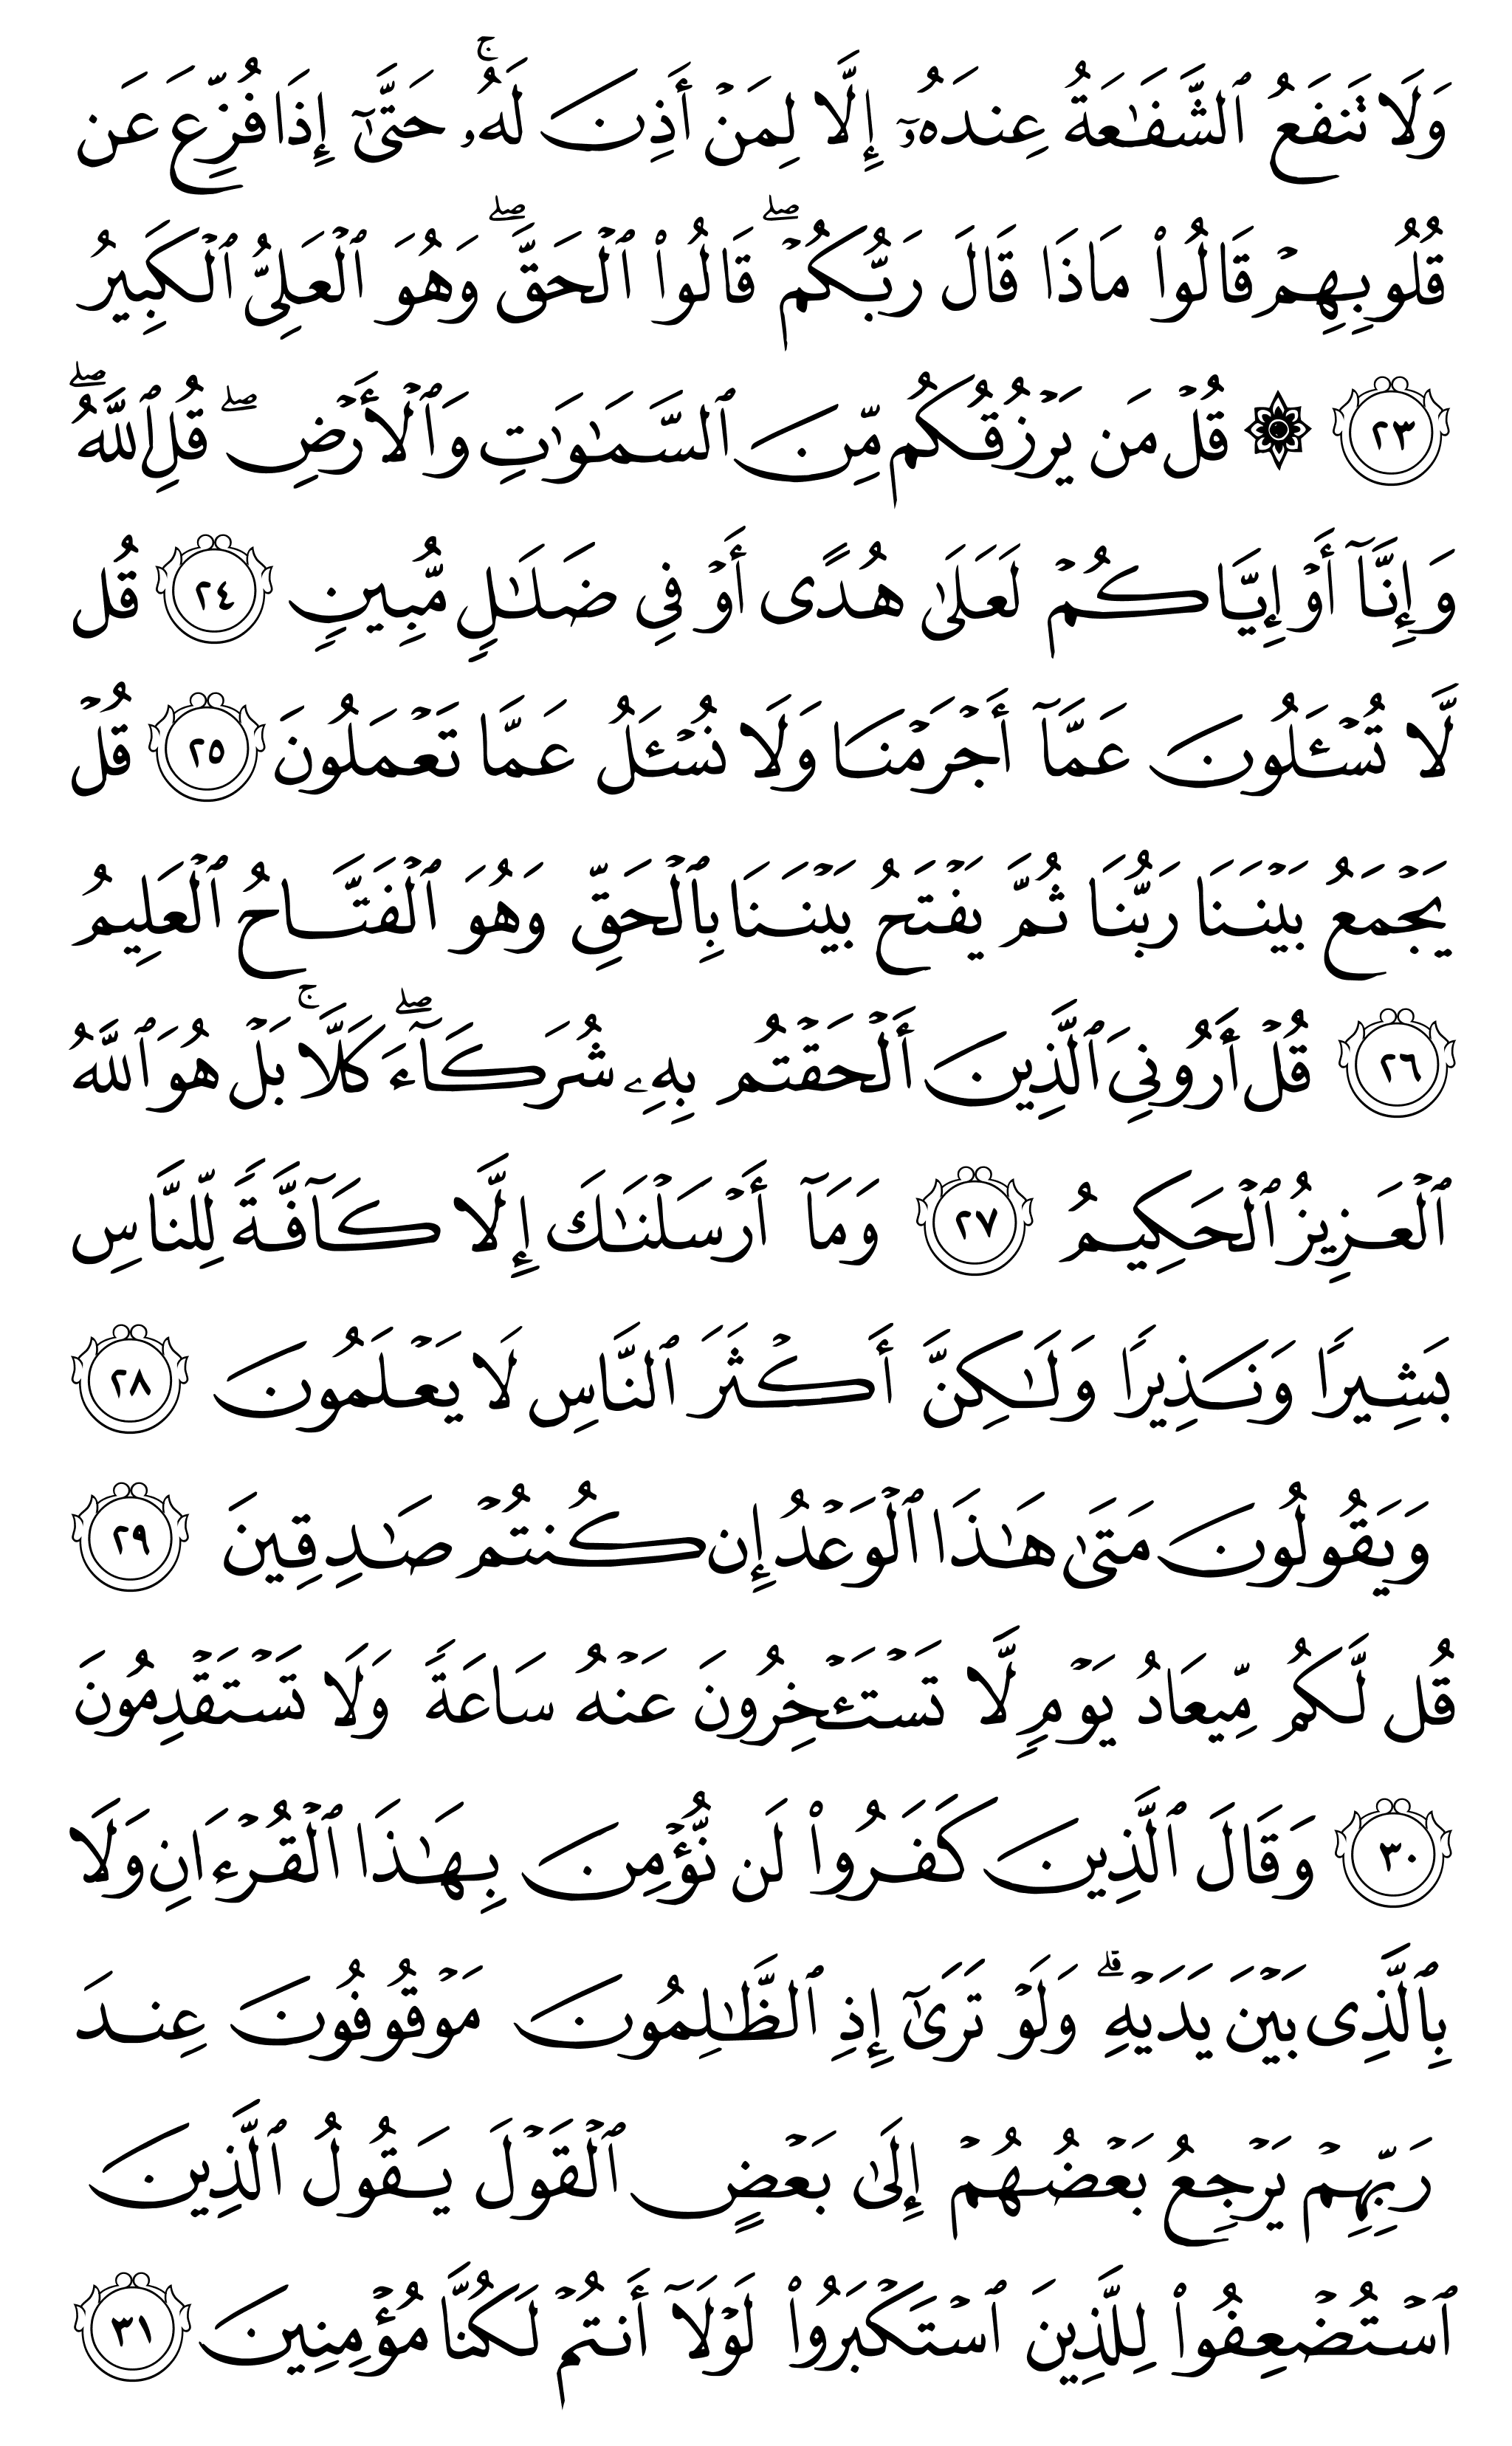 وَلَا تَنفَعُ ٱلشَّفَٰعَةُ عِندَهُۥٓ إِلَّا لِمَنۡ أَذِنَ لَهُۥۚ حَتَّىٰٓ إِذَا فُزِّعَ عَن
قُلُوبِهِمۡ قَالُواْ مَاذَا قَالَ رَبُّكُمۡۖ قَالُواْ ٱلۡحَقَّۖ وَهُوَ ٱلۡعَلِيُّ ٱلۡكَبِيرُ
٢٣ ۞ قُلۡ مَن يَرۡزُقُكُم مِّنَ ٱلسَّمَٰوَٰتِ وَٱلۡأَرۡضِۖ قُلِ ٱللَّهُۖ
وَإِنَّآ أَوۡ إِيَّاكُمۡ لَعَلَىٰ هُدًى أَوۡ فِي ضَلَٰلٖ مُّبِينٖ ٢٤ قُل
لَّا تُسۡـَٔلُونَ عَمَّآ أَجۡرَمۡنَا وَلَا نُسۡـَٔلُ عَمَّا تَعۡمَلُونَ ٢٥ قُلۡ
يَجۡمَعُ بَيۡنَنَا رَبُّنَا ثُمَّ يَفۡتَحُ بَيۡنَنَا بِٱلۡحَقِّ وَهُوَ ٱلۡفَتَّاحُ ٱلۡعَلِيمُ
٢٦ قُلۡ أَرُونِيَ ٱلَّذِينَ أَلۡحَقۡتُم بِهِۦ شُرَكَآءَۖ كَلَّاۚ بَلۡ هُوَ ٱللَّهُ
ٱلۡعَزِيزُ ٱلۡحَكِيمُ ٢٧ وَمَآ أَرۡسَلۡنَٰكَ إِلَّا كَآفَّةٗ لِّلنَّاسِ
بَشِيرٗا وَنَذِيرٗا وَلَٰكِنَّ أَكۡثَرَ ٱلنَّاسِ لَا يَعۡلَمُونَ ٢٨
وَيَقُولُونَ مَتَىٰ هَٰذَا ٱلۡوَعۡدُ إِن كُنتُمۡ صَٰدِقِينَ ٢٩
قُل لَّكُم مِّيعَادُ يَوۡمٖ لَّا تَسۡتَـٔۡخِرُونَ عَنۡهُ سَاعَةٗ وَلَا تَسۡتَقۡدِمُونَ
٣٠ وَقَالَ ٱلَّذِينَ كَفَرُواْ لَن نُّؤۡمِنَ بِهَٰذَا ٱلۡقُرۡءَانِ وَلَا
بِٱلَّذِي بَيۡنَ يَدَيۡهِۗ وَلَوۡ تَرَىٰٓ إِذِ ٱلظَّٰلِمُونَ مَوۡقُوفُونَ عِندَ
رَبِّهِمۡ يَرۡجِعُ بَعۡضُهُمۡ إِلَىٰ بَعۡضٍ ٱلۡقَوۡلَ يَقُولُ ٱلَّذِينَ
ٱسۡتُضۡعِفُواْ لِلَّذِينَ ٱسۡتَكۡبَرُواْ لَوۡلَآ أَنتُمۡ لَكُنَّا مُؤۡمِنِينَ ٣١